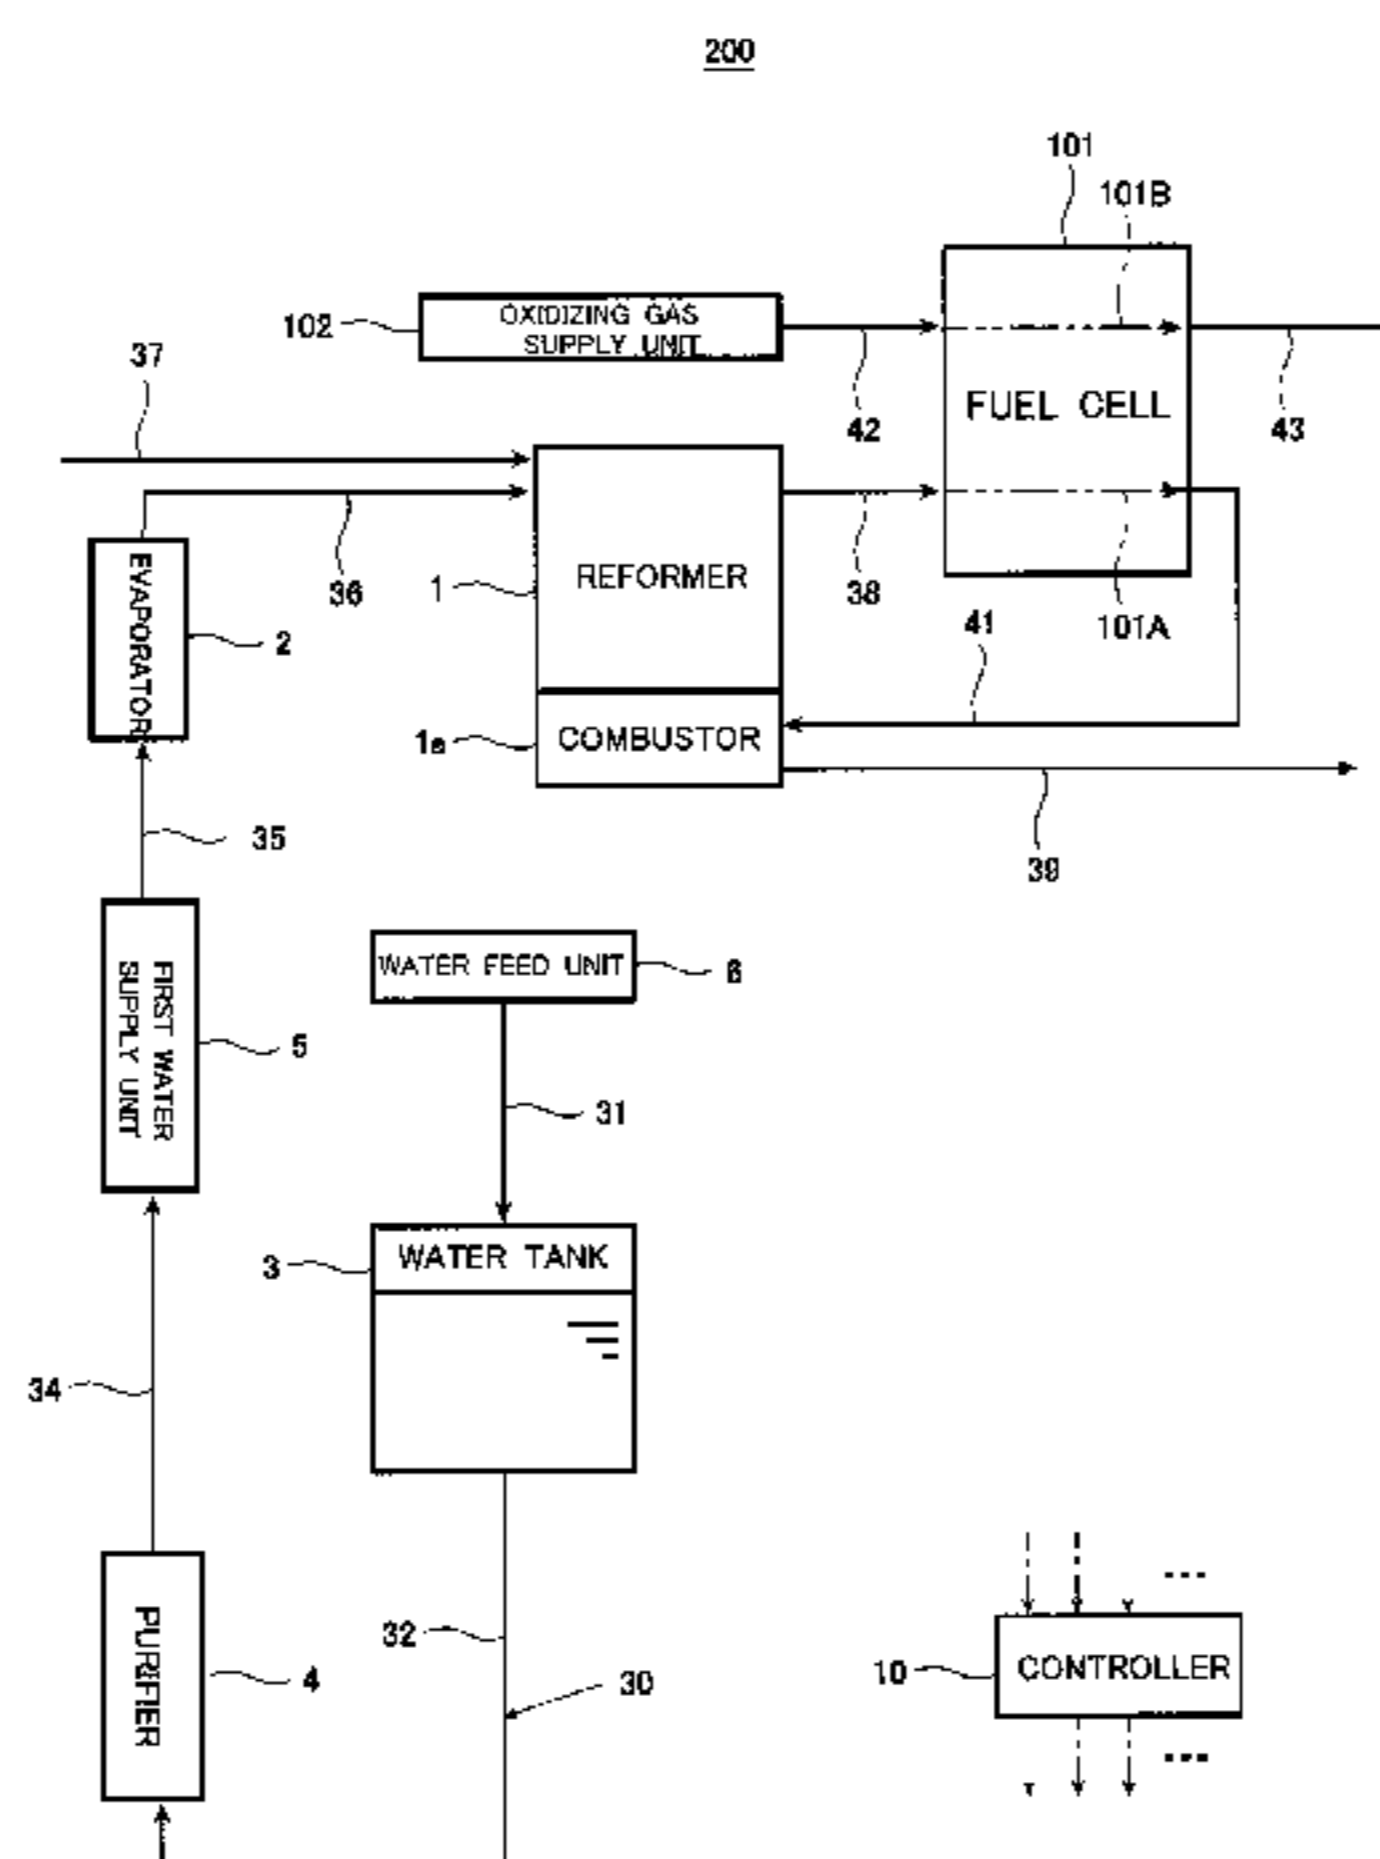 200
101
101B
102
OXIDIZING GAS
SUPPLY UNIT
37
42
FUEL CELL
43
36
1
REFORMER
38
101A
41
EVAPORATOR
2
1a
COMBUSTOR
35
39
FIRST WATER
SUPPLY UNIT
5
WATER FEED UNIT
6
31
3
WATER TANK
34
32
30
PURIFIER
4
10
CONTROLLER